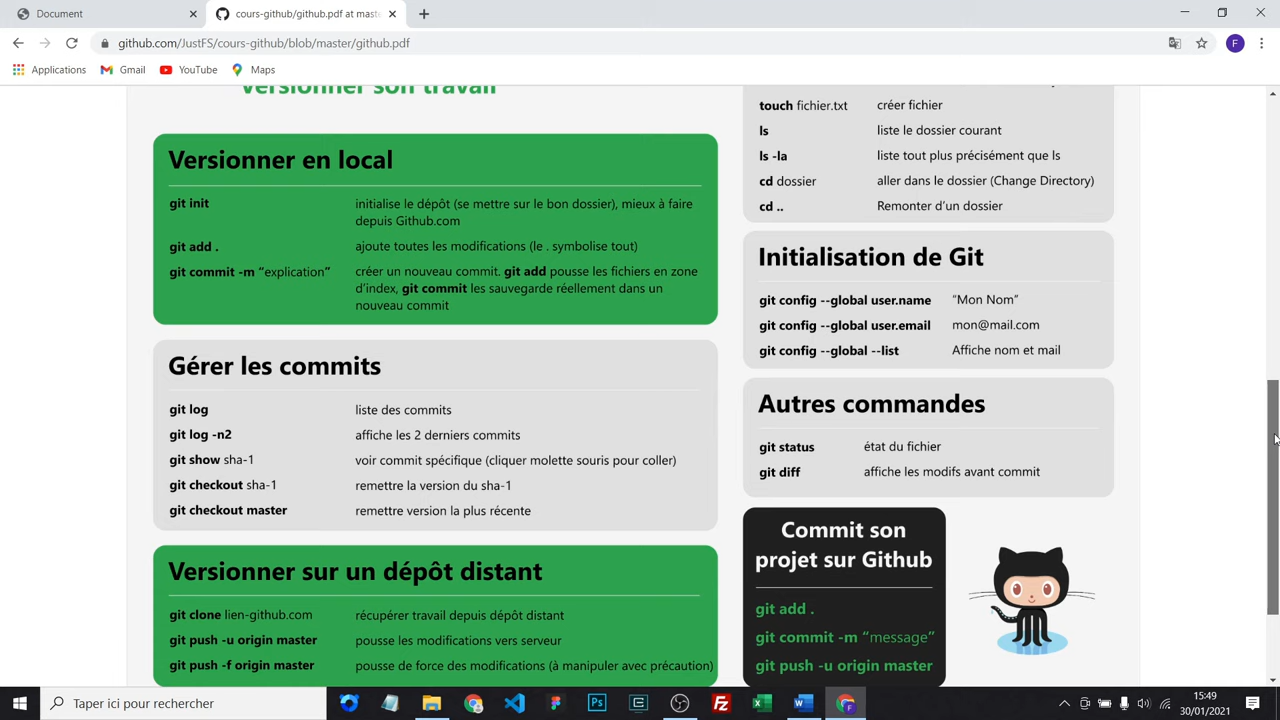 Document
cours-github/github.pdf at maste
github.com/JustFS/cours-github/blob/master/github.pdf
F
Applications
Gmail
YouTube
Maps
Versionner son travail
Versionner en local
git init
initialise le dépôt (se mettre sur le bon dossier), mieux à faire
depuis Github.com
git add .
ajoute toutes les modifications (le . symbolise tout)
git commit -m “explication”
créer un nouveau commit. git add pousse les fichiers en zone
d’index, git commit les sauvegarde réellement dans un
nouveau commit
Gérer les commits
git log
liste des commits
git log -n2
affiche les 2 derniers commits
git show sha-1
voir commit spécifique (cliquer molette souris pour coller)
git checkout sha-1
remettre la version du sha-1
git checkout master
remettre version la plus récente
Versionner sur un dépôt distant
git clone lien-github.com
récupérer travail depuis dépôt distant
git push -u origin master
pousse les modifications vers serveur
git push -f origin master
pousse de force des modifications (à manipuler avec précaution)
touch fichier.txt
créer fichier
ls
liste le dossier courant
ls -la
liste tout plus précisément que ls
cd dossier
aller dans le dossier (Change Directory)
cd ..
Remonter d’un dossier
Initialisation de Git
git config --global user.name
“Mon Nom”
git config --global user.email
mon@mail.com
git config --global --list
Affiche nom et mail
Autres commandes
git status
état du fichier
git diff
affiche les modifs avant commit
Commit son
projet sur Github
git add .
git commit -m “message”
git push -u origin master
Taper ici pour rechercher
Ps
15:49
30/01/2021